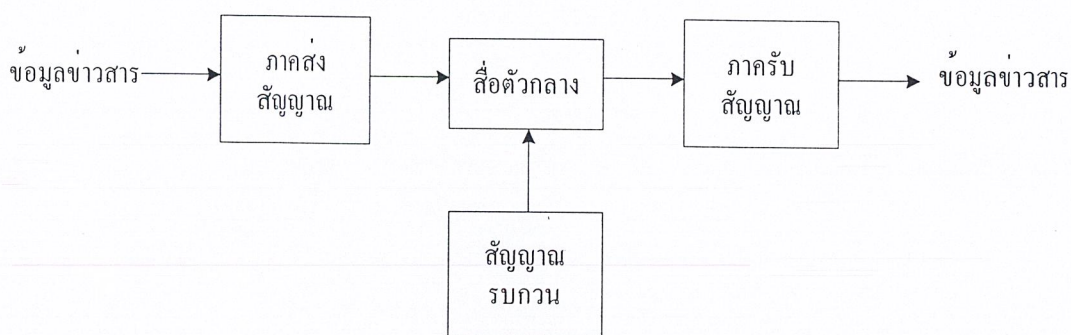 ข้อมูลข่าวสาร
ภาคส่ง
สัญญาณ
สื่อตัวกลาง
ภาครับ
สัญญาณ
ข้อมูลข่าวสาร
สัญญาณ
รบกวน